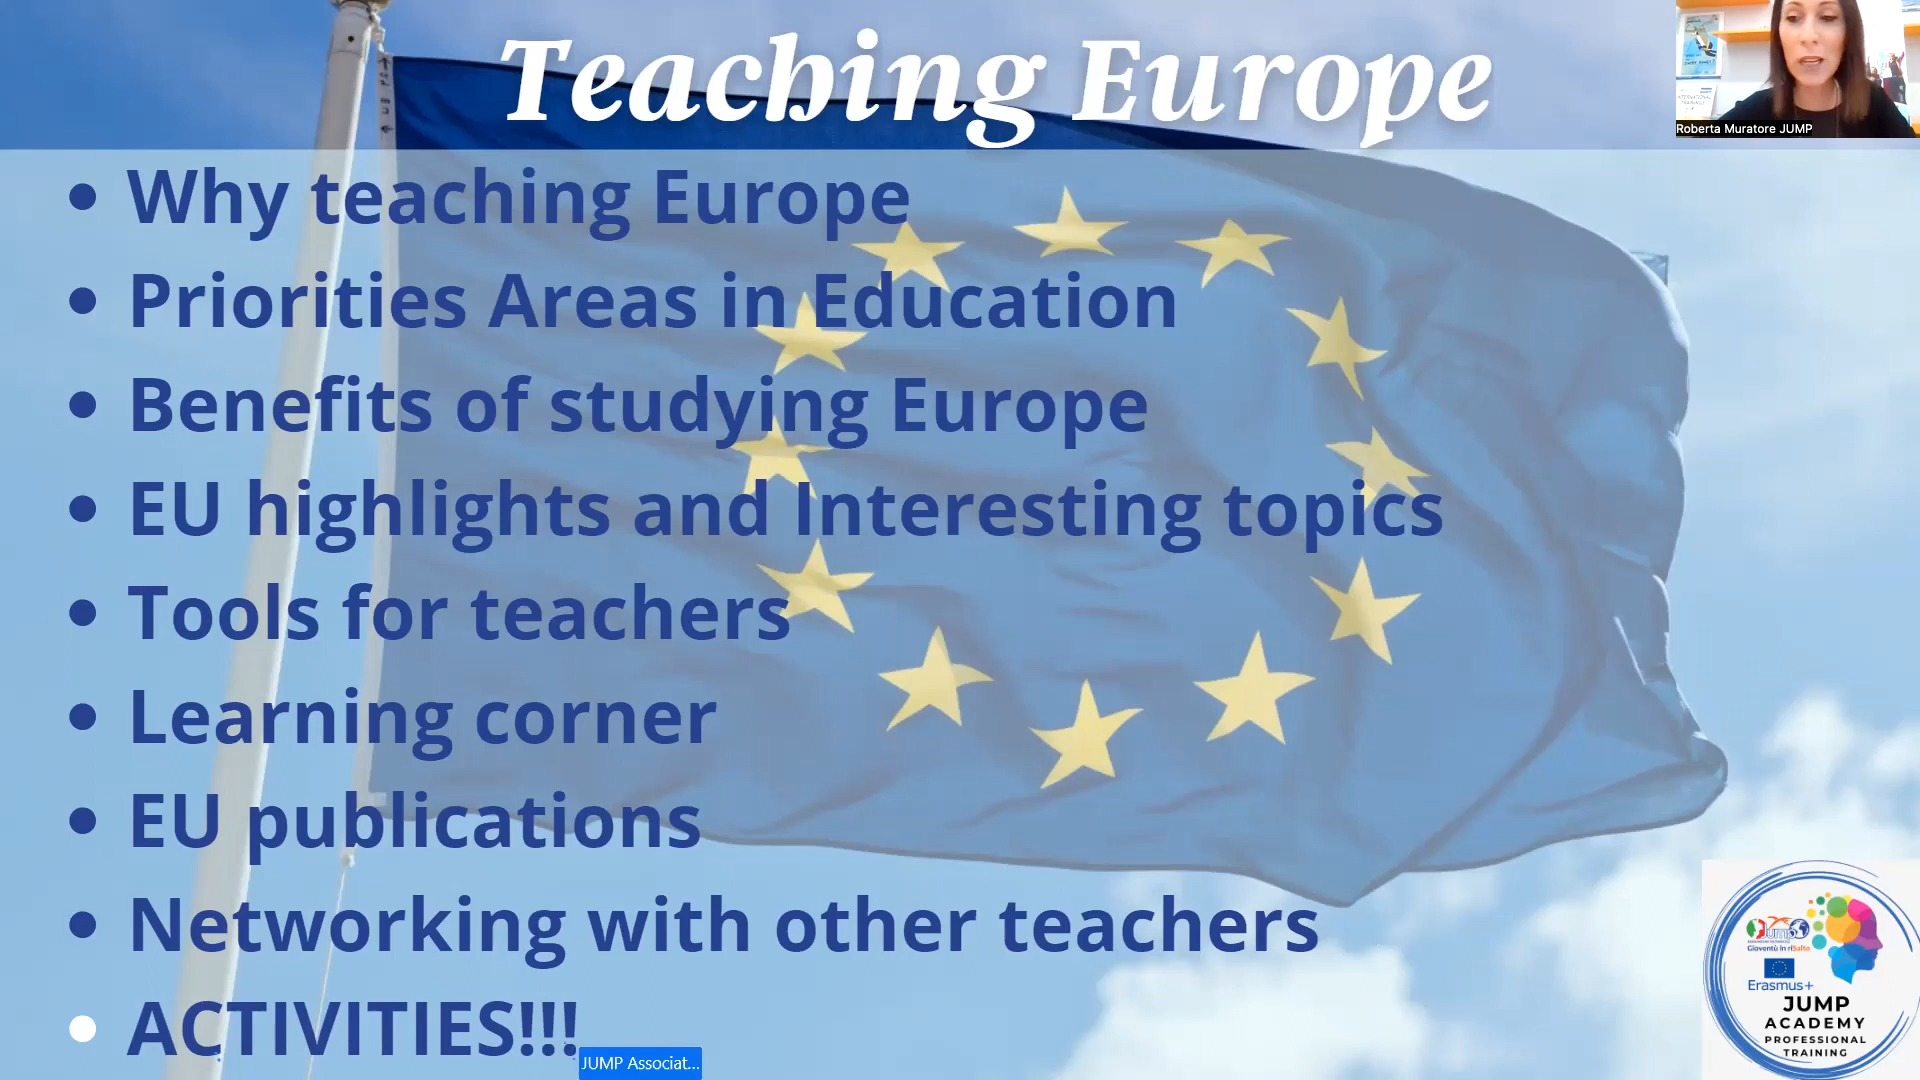 Teaching Europe
Roberta Muratore JUMP
• Why teaching Europe
• Priorities Areas in Education
• Benefits of studying Europe
• EU highlights and Interesting topics
• Tools for teachers
• Learning corner
• EU publications
• Networking with other teachers
• ACTIVITIES!!!
JUMP Associat...
Jump
Gioventù in riSalto
Erasmus+
JUMP
ACADEMY
PROFESSIONAL
TRAINING